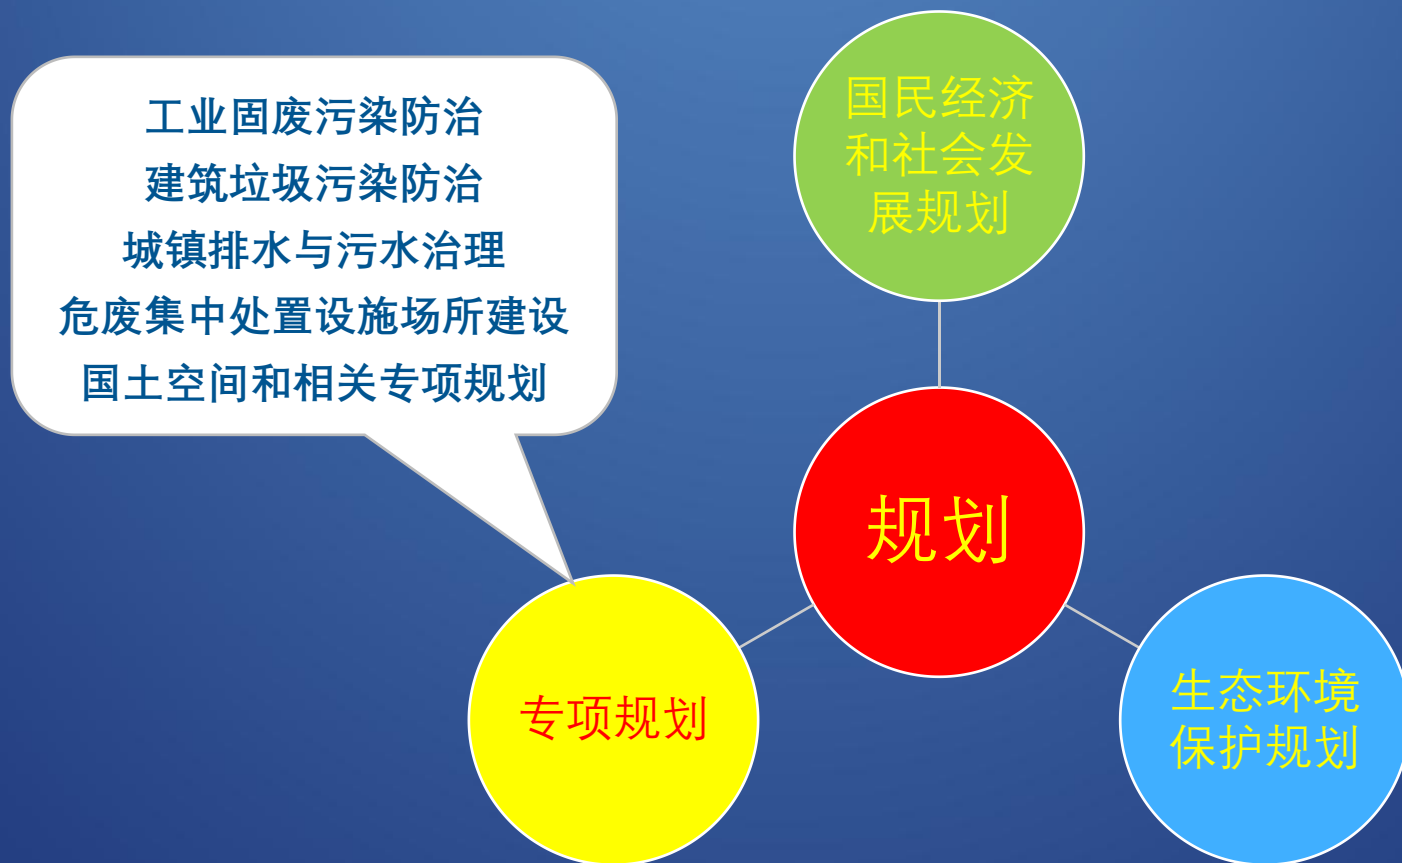 工业固废污染防治
建筑垃圾污染防治
城镇排水与污水治理
危废集中处置设施场所建设
国土空间和相关专项规划
国民经济
和社会发
展规划
规划
专项规划
生态环境
保护规划